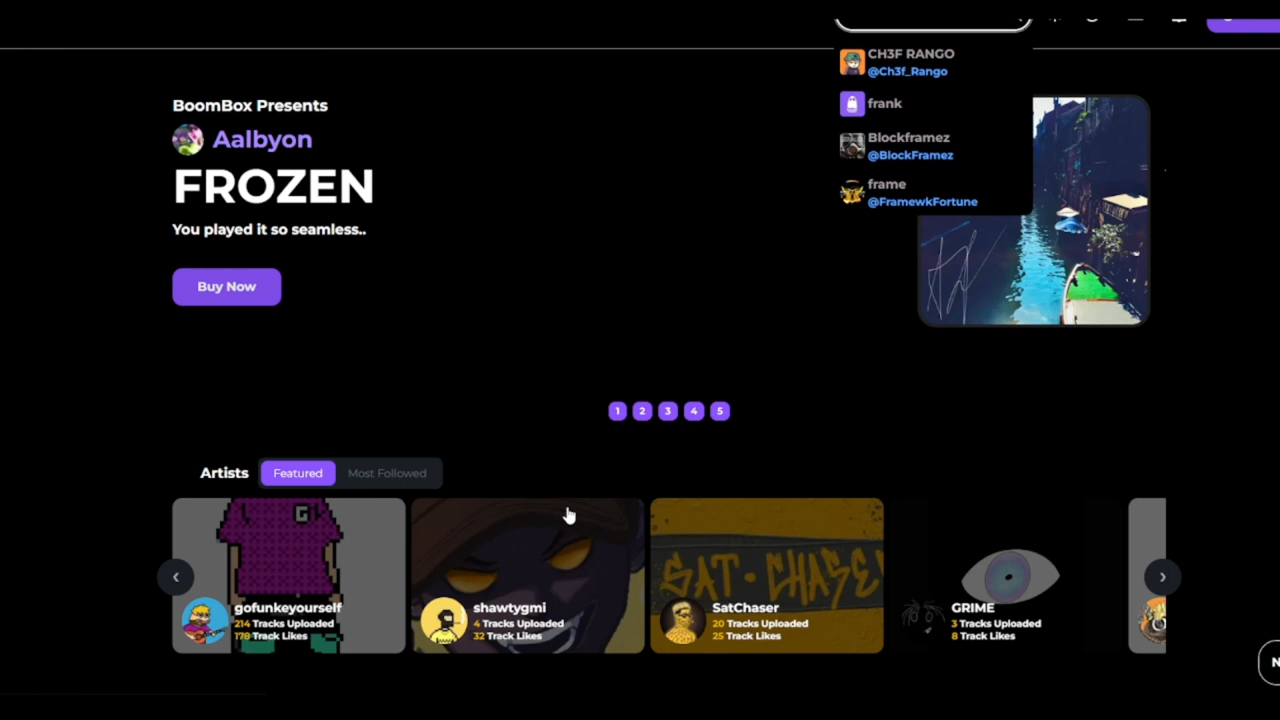 CH3F RANGO
@Ch3f_Rango
frank
Blockframez
@BlockFramez
frame
@FramewkFortune
BoomBox Presents
Aalbyon
FROZEN
You played it so seamless..
Buy Now
1 2 3 4 5
Artists Featured Most Followed
gofunkeyourself
214 Tracks Uploaded
178 Track Likes
shawtygmi
4 Tracks Uploaded
32 Track Likes
SAT·CHASE
SatChaser
20 Tracks Uploaded
25 Track Likes
GRIME
3 Tracks Uploaded
8 Track Likes
G